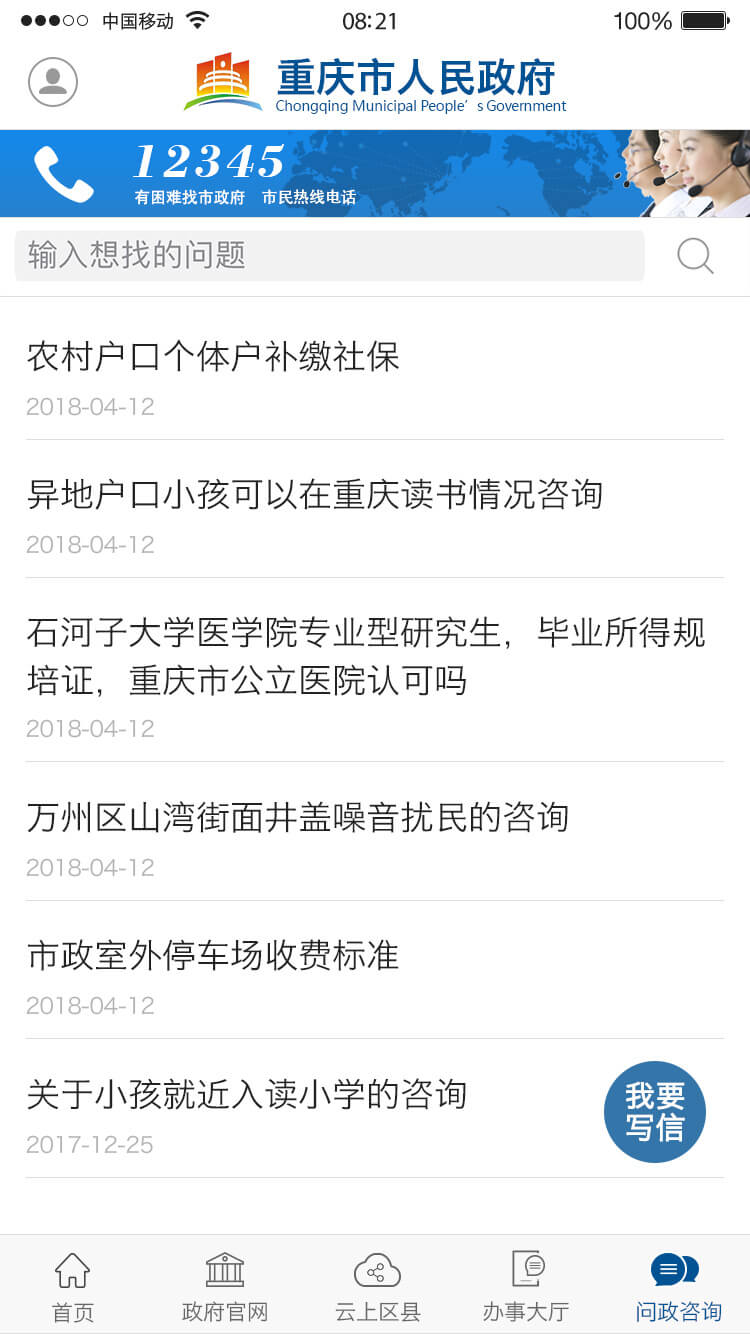 中国移动 08:21 100%
重庆市人民政府
Chongqing Municipal People's Government
12345
有困难找市政府 市民热线电话
输入想找的问题
农村户口个体户补缴社保
2018-04-12
异地户口小孩可以在重庆读书情况咨询
2018-04-12
石河子大学医学院专业型研究生，毕业所得规
培证，重庆市公立医院认可吗
2018-04-12
万州区山湾街面井盖噪音扰民的咨询
2018-04-12
市政室外停车场收费标准
2018-04-12
关于小孩就近入读小学的咨询
2017-12-25
我要
写信
首页 政府官网 云上区县 办事大厅 问政咨询